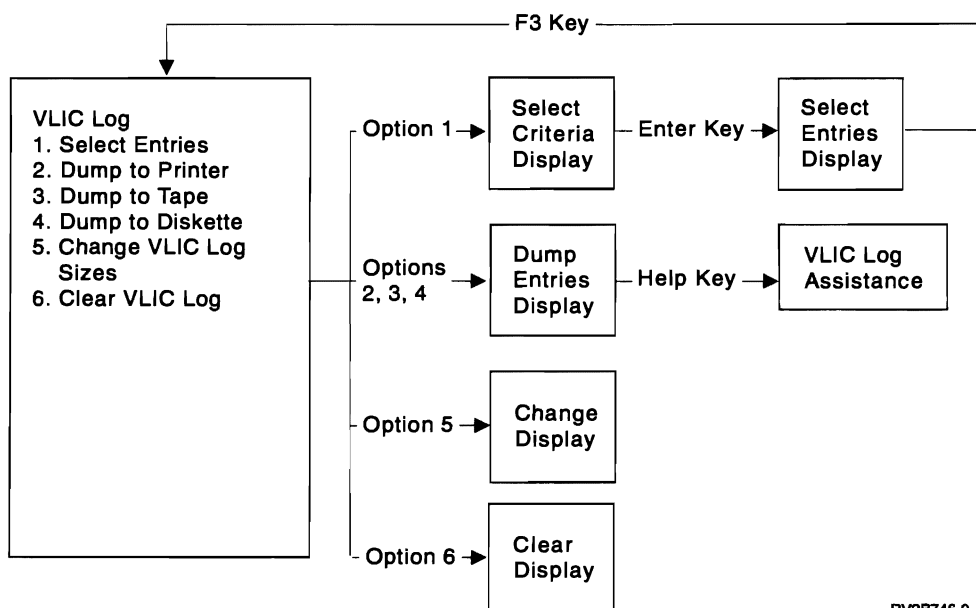 F3 Key
VLIC Log
1. Select Entries
2. Dump to Printer
3. Dump to Tape
4. Dump to Diskette
5. Change VLIC Log
Sizes
6. Clear VLIC Log
Option 1
Select
Criteria
Display
Enter Key
Select
Entries
Display
Options
2, 3, 4
Dump
Entries
Display
Help Key
VLIC Log
Assistance
Option 5
Change
Display
Option 6
Clear
Display